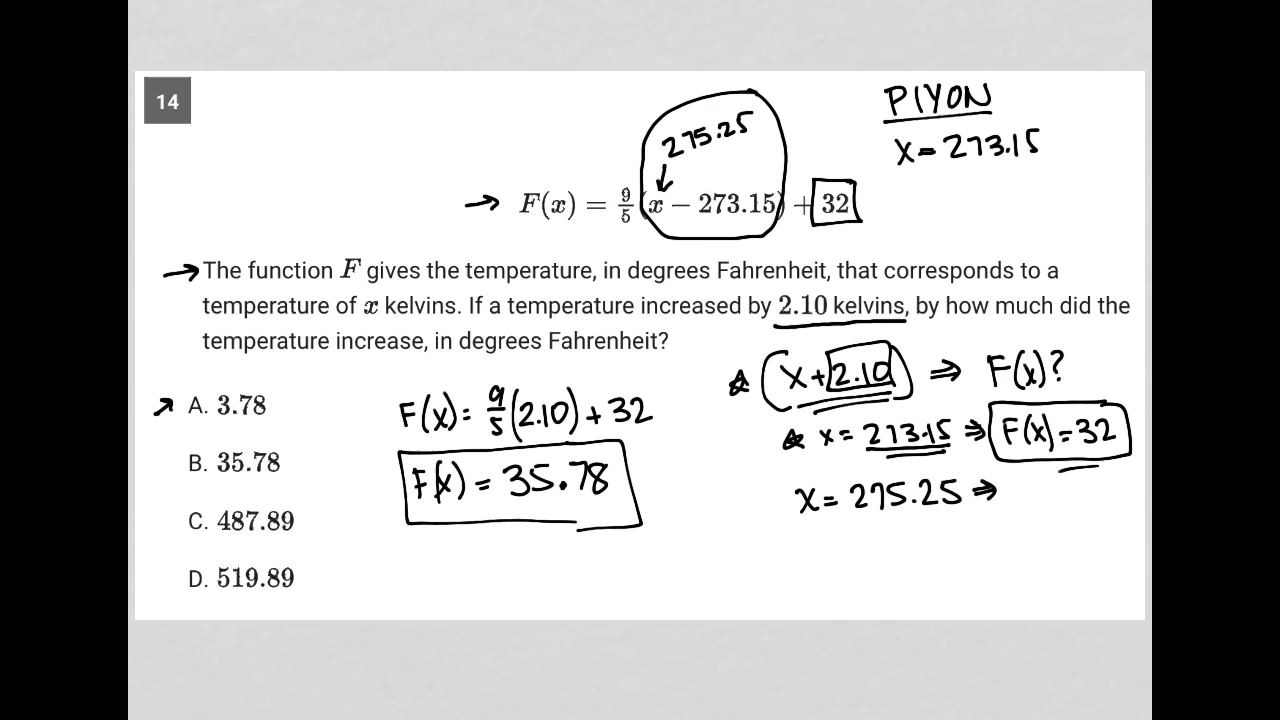 14
PIYON
x = 273.15
275.25
F(x) = 9/5 (x − 273.15) + 32
The function F gives the temperature, in degrees Fahrenheit, that corresponds to a
temperature of x kelvins. If a temperature increased by 2.10 kelvins, by how much did the
temperature increase, in degrees Fahrenheit?
(x + 2.10) ⇒ F(x)?
x = 273.15 ⇒ F(x) = 32
x = 275.25 ⇒
F(x) = 9/5 (2.10) + 32
F(x) = 35.78
A. 3.78
B. 35.78
C. 487.89
D. 519.89